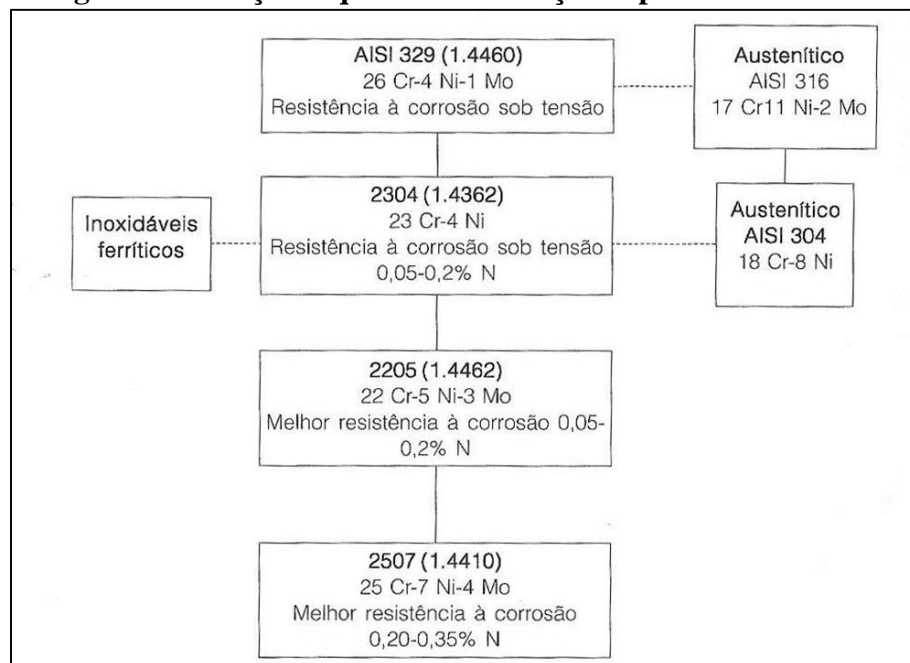 AISI 329 (1.4460)
26 Cr-4 Ni-1 Mo
Resistência à corrosão sob tensão
Austenítico
AISI 316
17 Cr11 Ni-2 Mo
Inoxidáveis
ferríticos
2304 (1.4362)
23 Cr-4 Ni
Resistência à corrosão sob tensão
0,05-0,2% N
Austenítico
AISI 304
18 Cr-8 Ni
2205 (1.4462)
22 Cr-5 Ni-3 Mo
Melhor resistência à corrosão 0,05-
0,2% N
2507 (1.4410)
25 Cr-7 Ni-4 Mo
Melhor resistência à corrosão
0,20-0,35% N